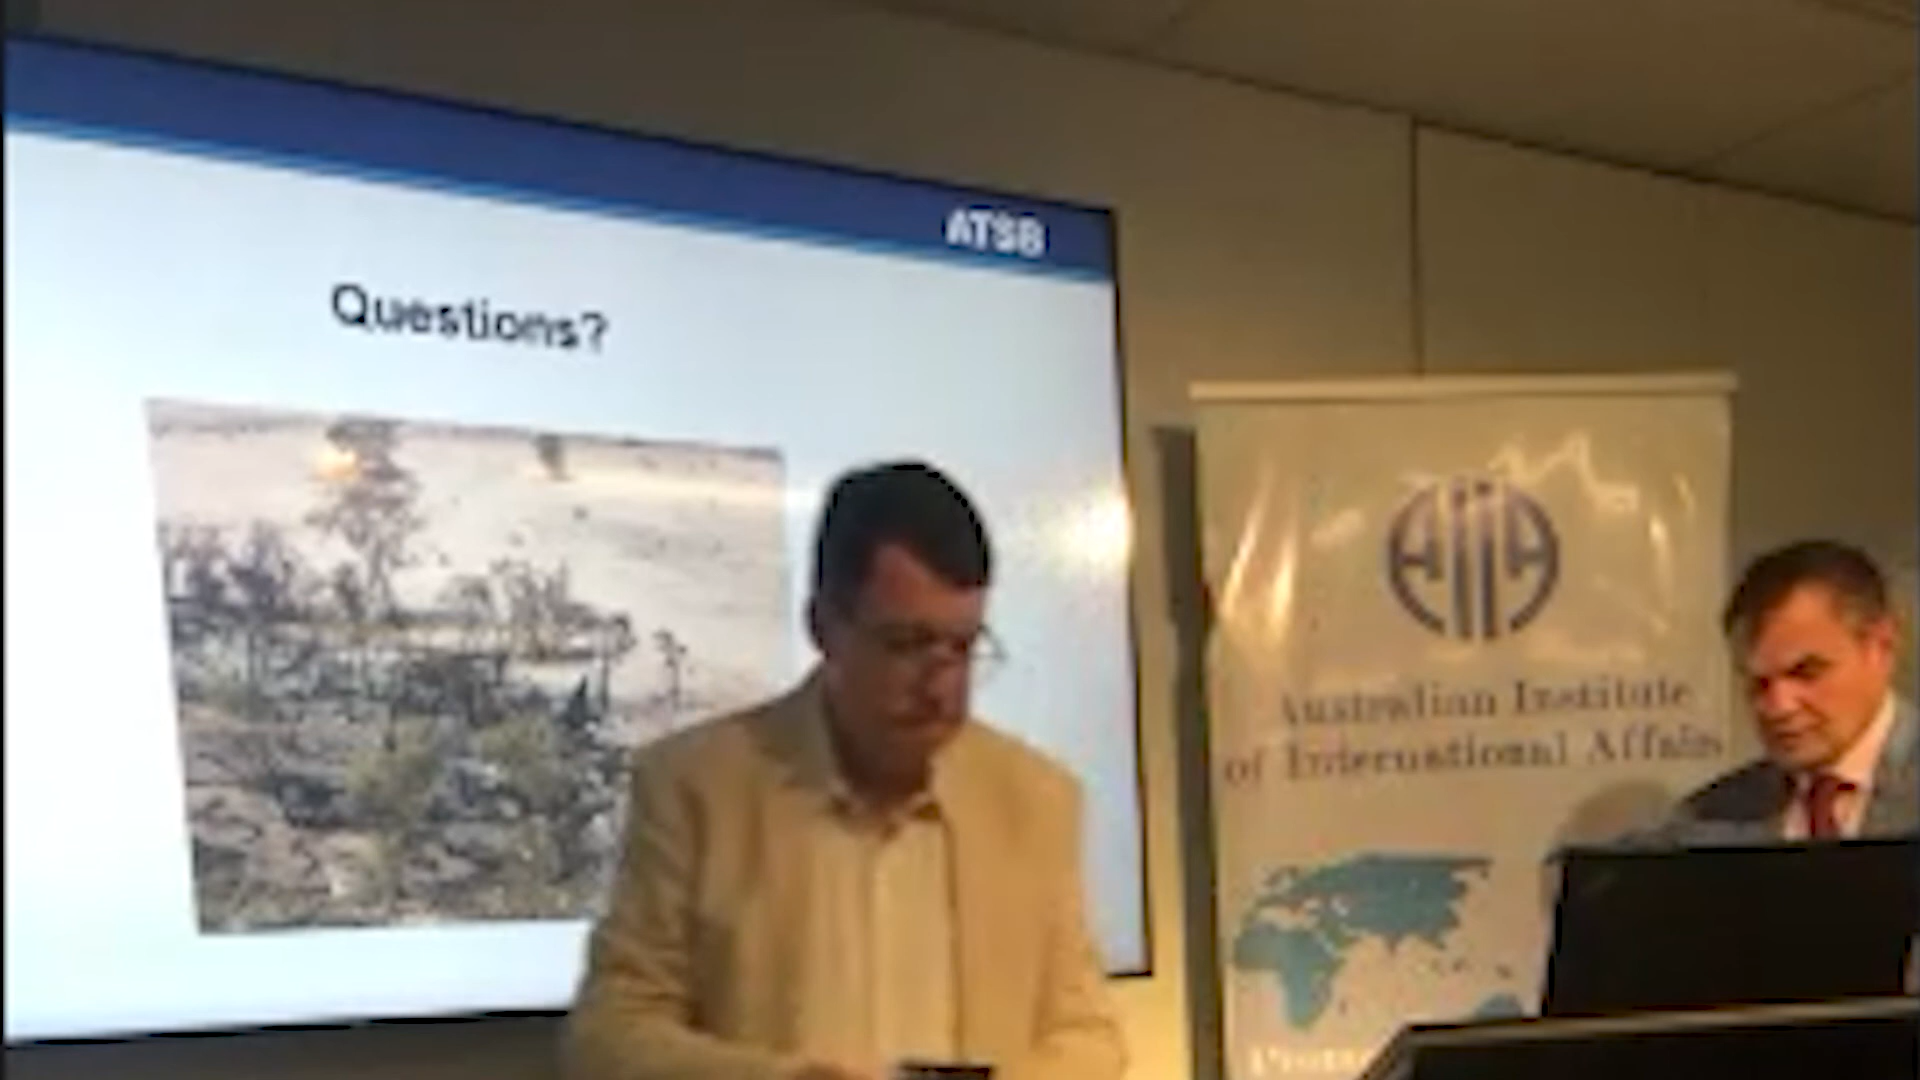 ATSB
Questions?
AiiA
Australian Institute
of International Affairs